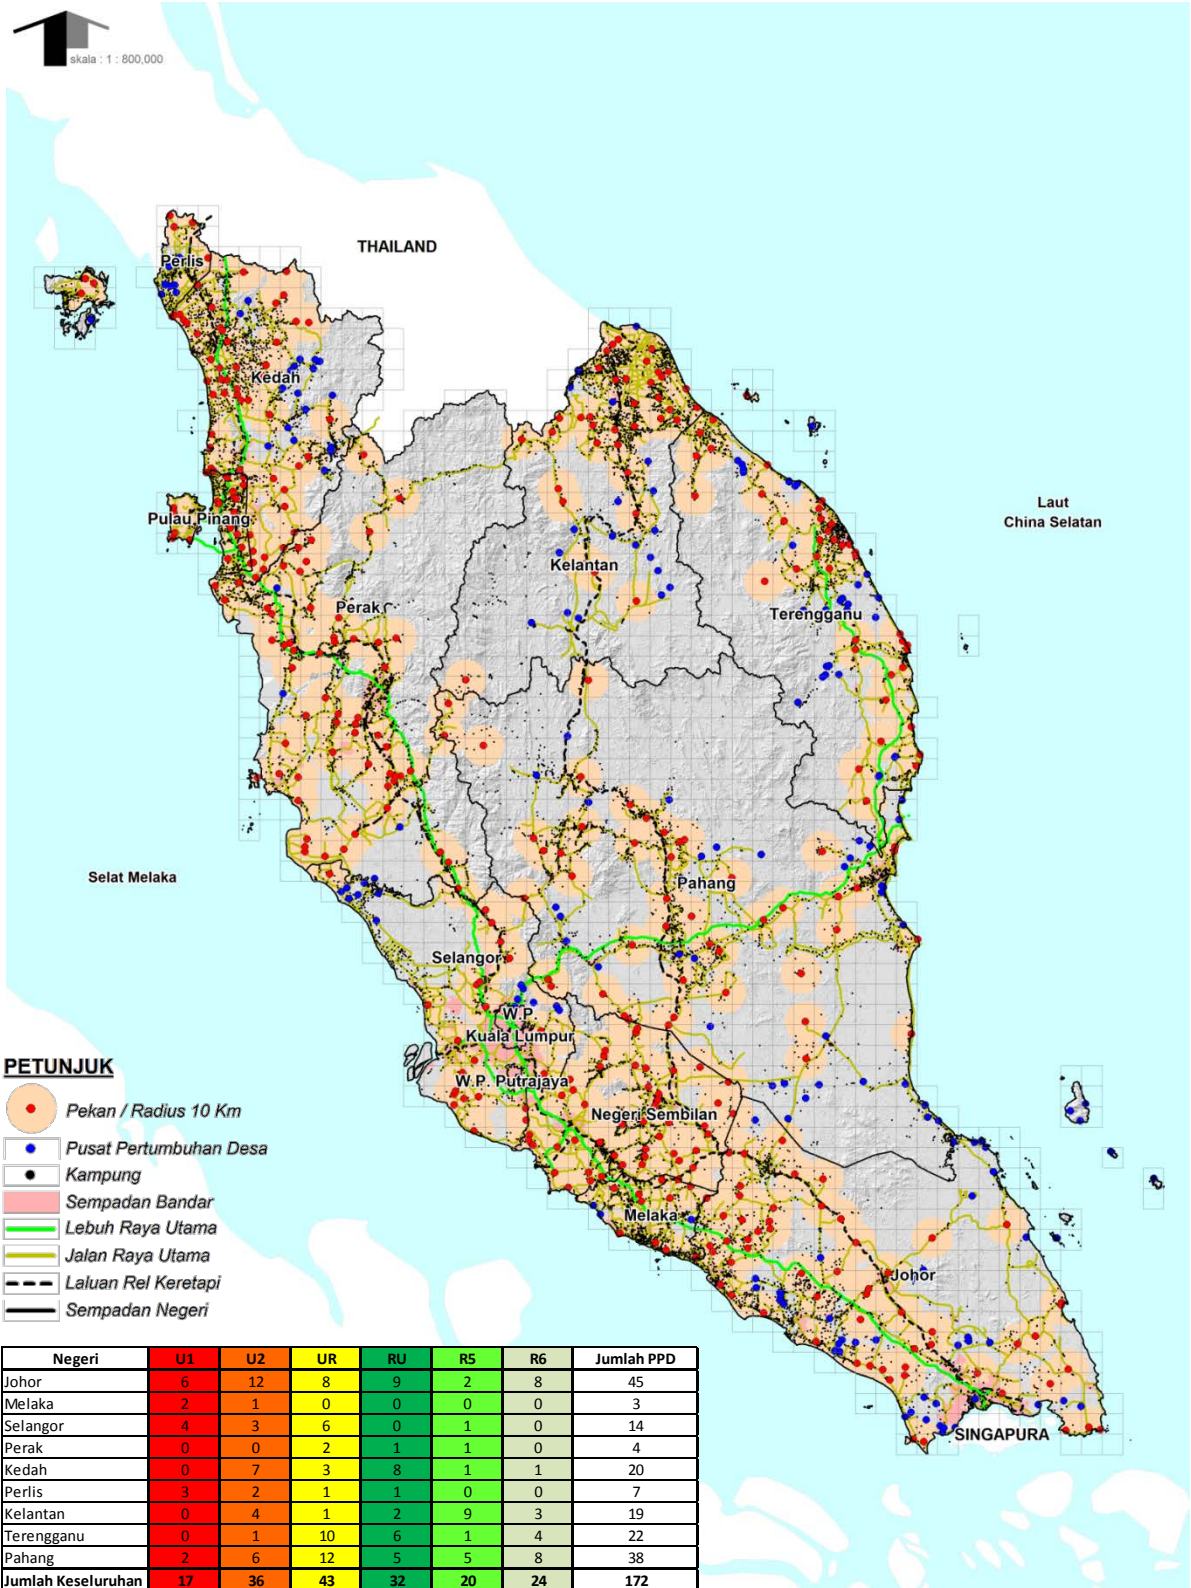 skala : 1 : 800,000
THAILAND
Perlis
Kedah
Pulau Pinang
Laut
China Selatan
Kelantan
Perak
Terengganu
Selat Melaka
Pahang
Selangor
W.P.
Kuala Lumpur
W.P. Putrajaya
Negeri Sembilan
Melaka
Johor
SINGAPURA
PETUNJUK
Pekan / Radius 10 Km
Pusat Pertumbuhan Desa
Kampung
Sempadan Bandar
Lebuh Raya Utama
Jalan Raya Utama
Laluan Rel Keretapi
Sempadan Negeri
Negeri U1 U2 UR RU R5 R6 Jumlah PPD
Johor 6 12 8 9 2 8 45
Melaka 2 1 0 0 0 0 3
Selangor 4 3 6 0 1 0 14
Perak 0 0 2 1 1 0 4
Kedah 0 7 3 8 1 1 20
Perlis 3 2 1 1 0 0 7
Kelantan 0 4 1 2 9 3 19
Terengganu 0 1 10 6 1 4 22
Pahang 2 6 12 5 5 8 38
Jumlah Keseluruhan 17 36 43 32 20 24 172